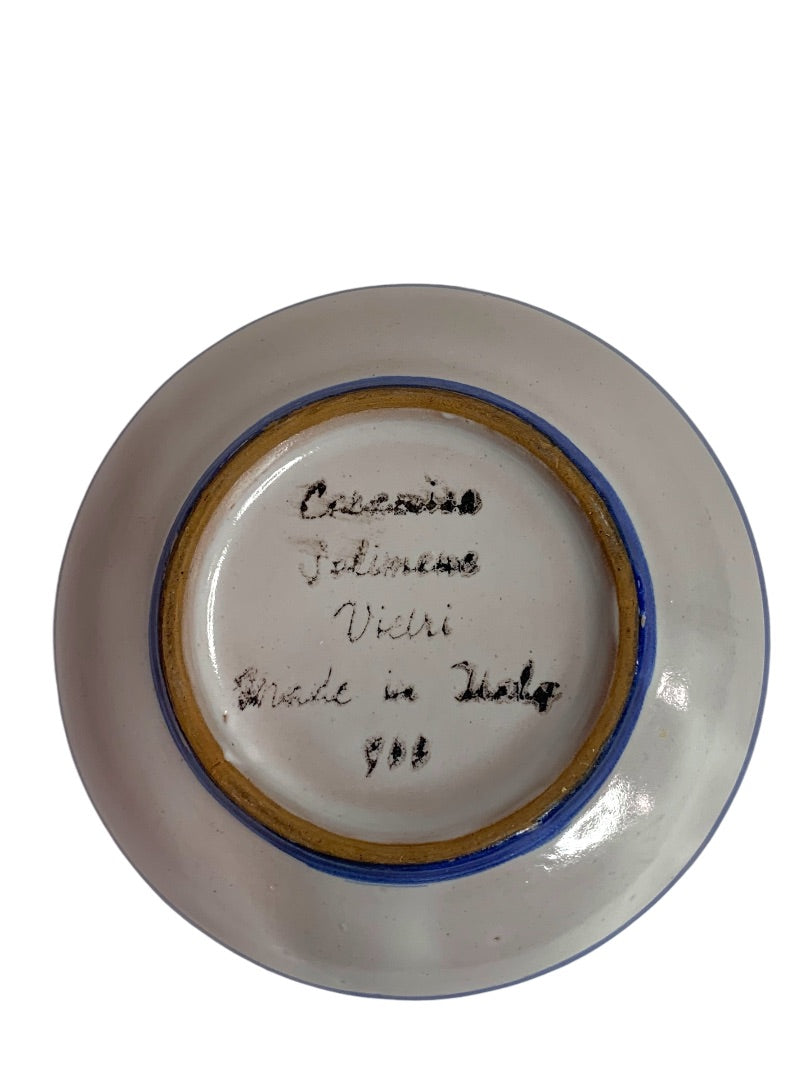 Ceramica
Solimene
Vietri
Made in Italy